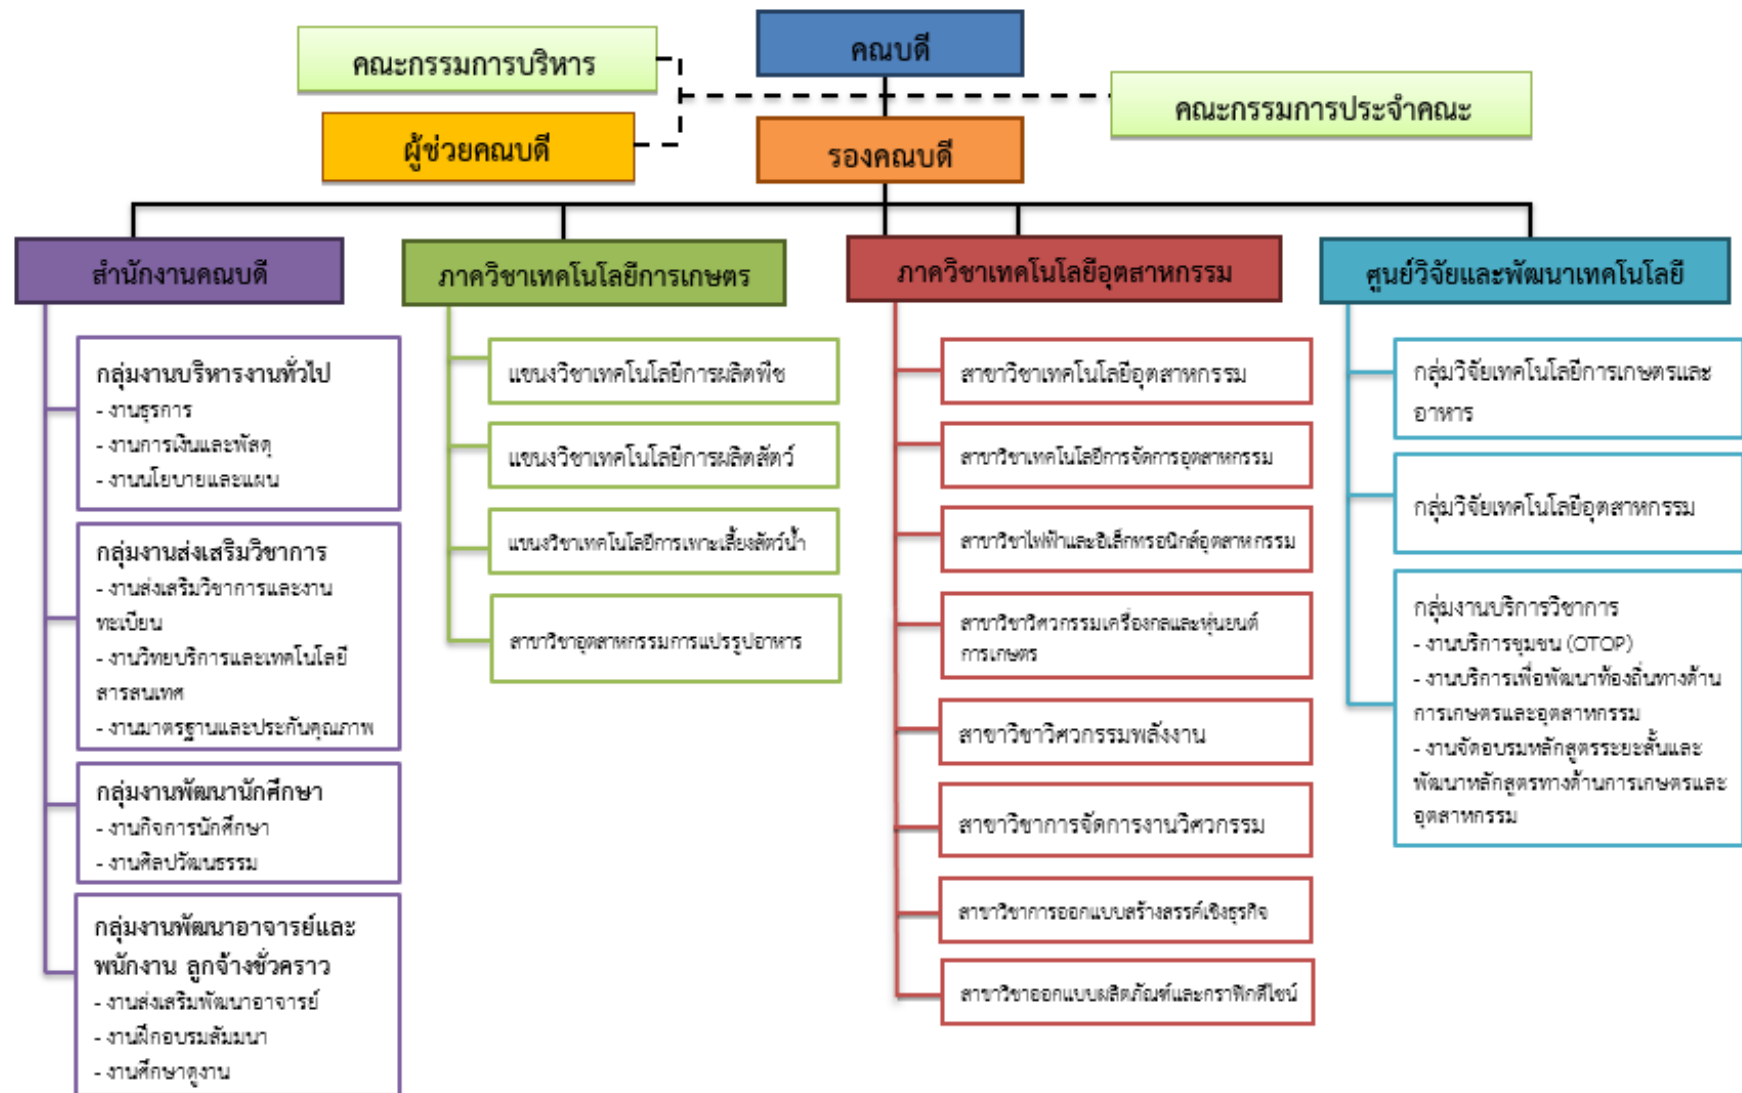 คณบดี
คณะกรรมการบริหาร
คณะกรรมการประจำคณะ
ผู้ช่วยคณบดี
รองคณบดี
สำนักงานคณบดี
กลุ่มงานบริหารงานทั่วไป
- งานธุรการ
- งานการเงินและพัสดุ
- งานนโยบายและแผน
กลุ่มงานส่งเสริมวิชาการ
- งานส่งเสริมวิชาการและงาน
ทะเบียน
- งานวิทยบริการและเทคโนโลยี
สารสนเทศ
- งานมาตรฐานและประกันคุณภาพ
กลุ่มงานพัฒนานักศึกษา
- งานกิจการนักศึกษา
- งานศิลปวัฒนธรรม
กลุ่มงานพัฒนาอาจารย์และ
พนักงาน ลูกจ้างชั่วคราว
- งานส่งเสริมพัฒนาอาจารย์
- งานฝึกอบรมสัมมนา
- งานศึกษาดูงาน
ภาควิชาเทคโนโลยีการเกษตร
แขนงวิชาเทคโนโลยีการผลิตพืช
แขนงวิชาเทคโนโลยีการผลิตสัตว์
แขนงวิชาเทคโนโลยีการเพาะเลี้ยงสัตว์น้ำ
สาขาวิชาอุตสาหกรรมการแปรรูปอาหาร
ภาควิชาเทคโนโลยีอุตสาหกรรม
สาขาวิชาเทคโนโลยีอุตสาหกรรม
สาขาวิชาเทคโนโลยีการจัดการอุตสาหกรรม
สาขาวิชาไฟฟ้าและอิเล็กทรอนิกส์อุตสาหกรรม
สาขาวิชาวิศวกรรมเครื่องกลและหุ่นยนต์
การเกษตร
สาขาวิชาวิศวกรรมพลังงาน
สาขาวิชาการจัดการงานวิศวกรรม
สาขาวิชาการออกแบบสร้างสรรค์เชิงธุรกิจ
สาขาวิชาออกแบบผลิตภัณฑ์และกราฟิกดีไซน์
ศูนย์วิจัยและพัฒนาเทคโนโลยี
กลุ่มวิจัยเทคโนโลยีการเกษตรและ
อาหาร
กลุ่มวิจัยเทคโนโลยีอุตสาหกรรม
กลุ่มงานบริการวิชาการ
- งานบริการชุมชน (OTOP)
- งานบริการเพื่อพัฒนาท้องถิ่นทางด้าน
การเกษตรและอุตสาหกรรม
- งานจัดอบรมหลักสูตรระยะสั้นและ
พัฒนาหลักสูตรทางด้านการเกษตรและ
อุตสาหกรรม